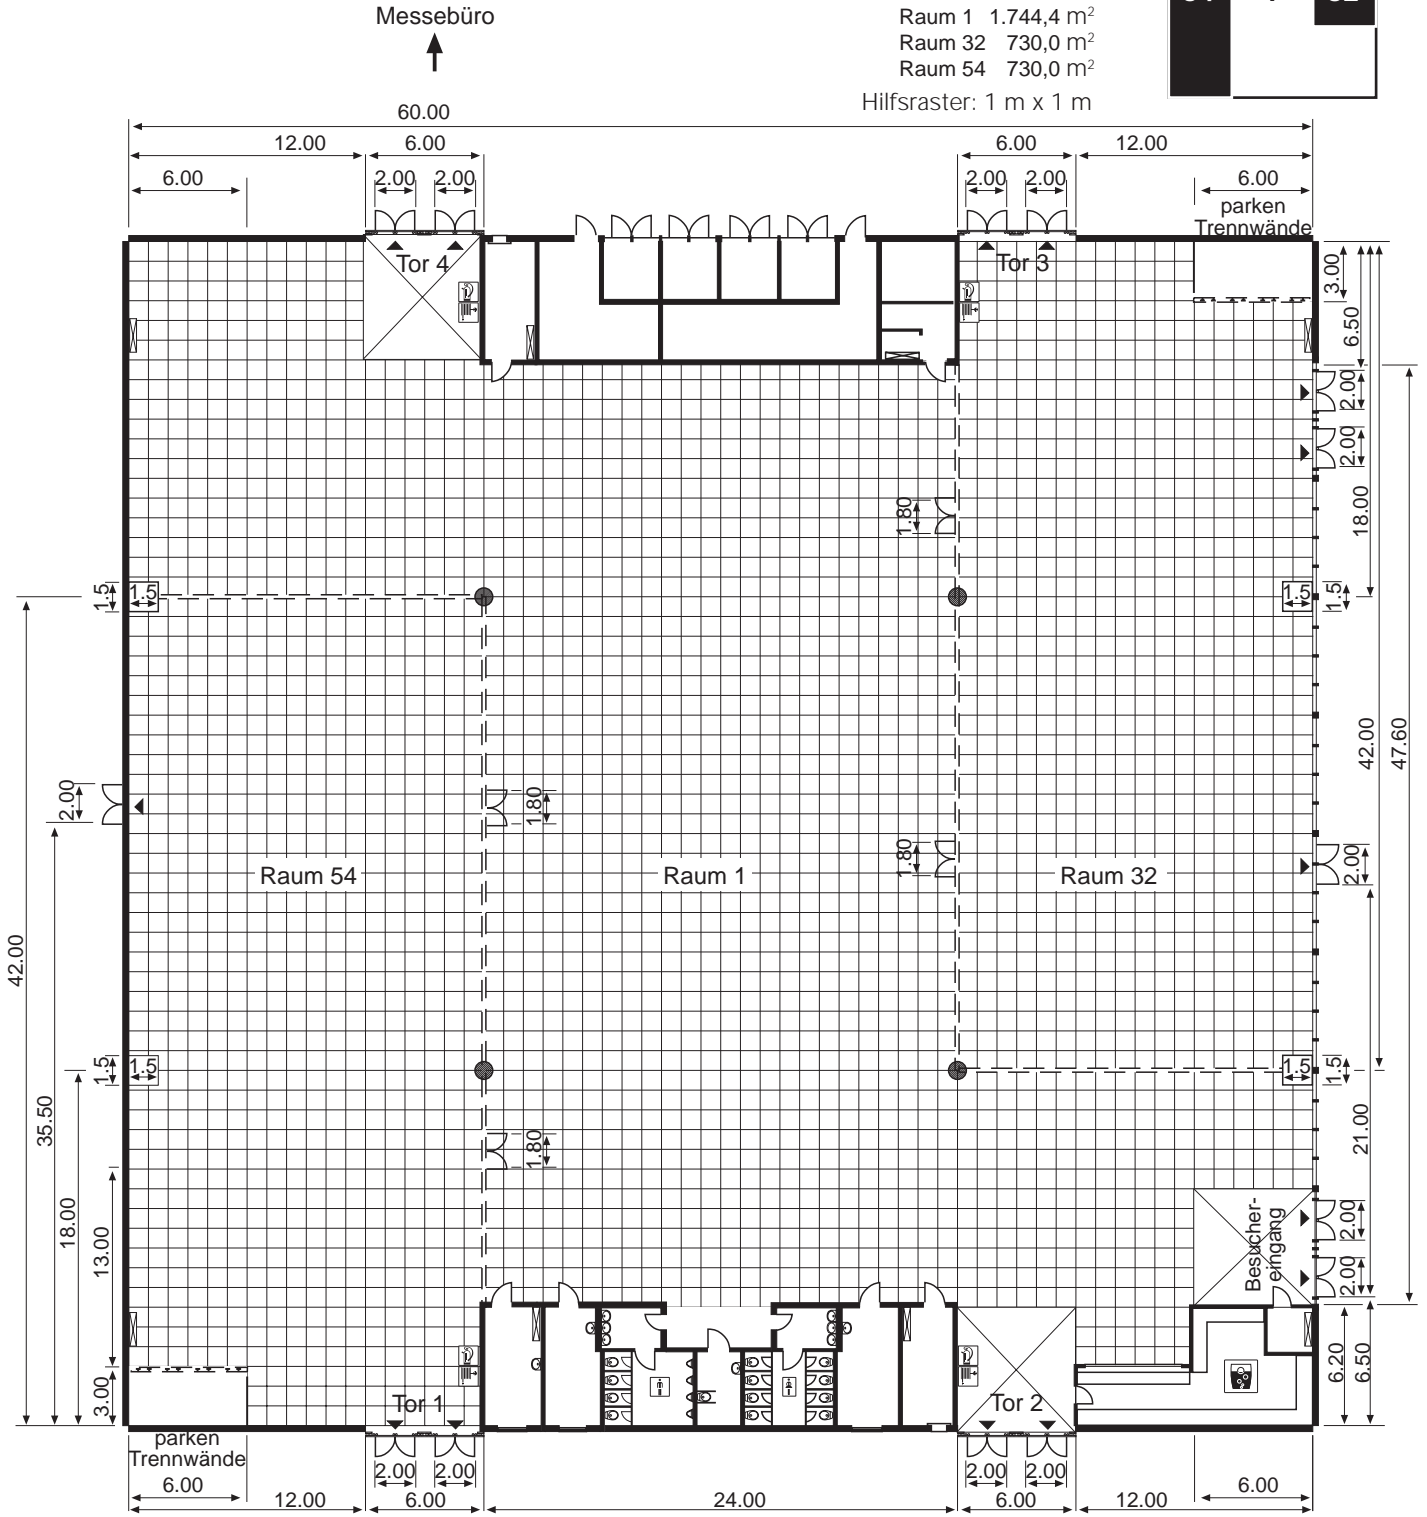 Messebüro
Raum 1 1.744,4 m²
Raum 32 730,0 m²
Raum 54 730,0 m²
Hilfsraster: 1 m x 1 m
60.00
12.00 6.00 6.00 12.00
6.00 2.00 2.00 2.00 2.00 6.00
parken
Trennwände
Tor 4 Tor 3
3.00
6.50
2.00
2.00
1.80
18.00
1.5 1.5 1.5 1.5
2.00
1.80
1.80
42.00
47.60
2.00
Raum 54 Raum 1 Raum 32
42.00
1.5 1.5 1.5 1.5
35.50
18.00
13.00
1.80
21.00
Besucher-
eingang
2.00
2.00
3.00
6.20
6.50
Tor 1 Tor 2
parken
Trennwände
6.00 2.00 2.00 2.00 2.00 6.00
12.00 6.00 24.00 6.00 12.00